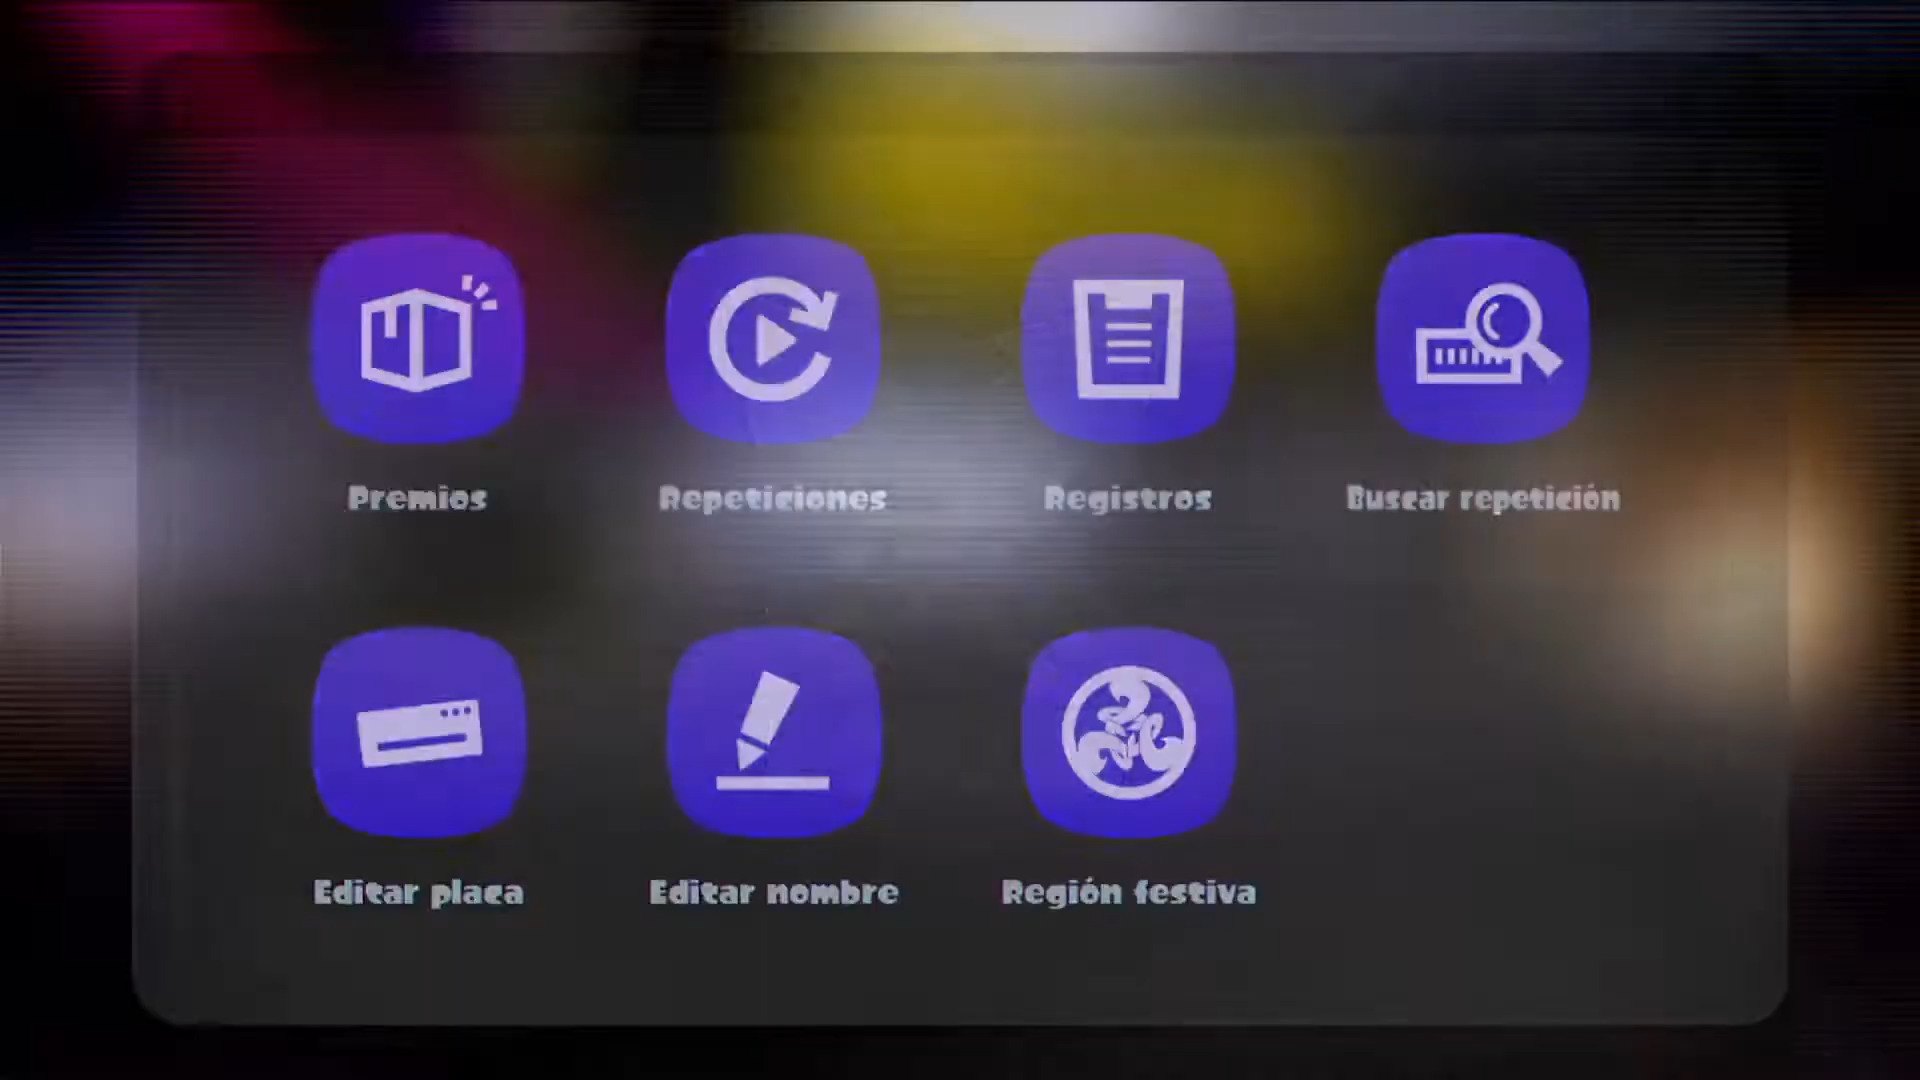 Premios
Repeticiones
Registros
Buscar repetición
Editar placa
Editar nombre
Región festiva